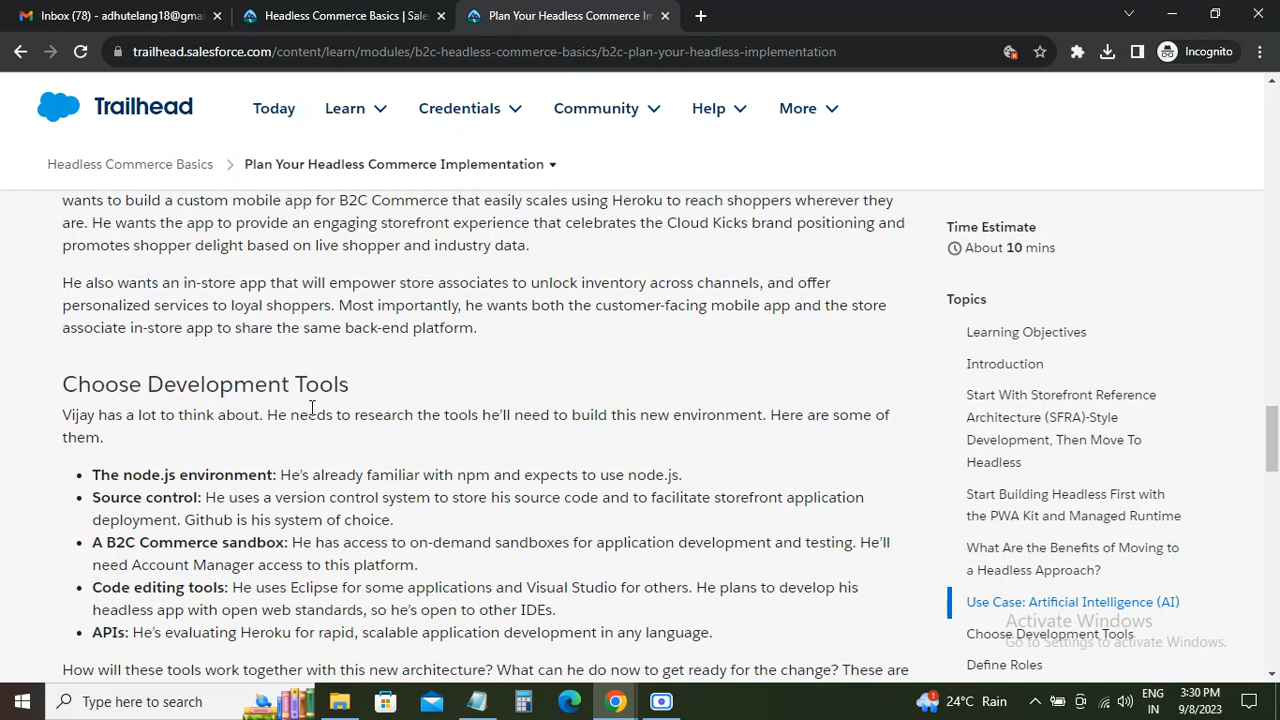 Inbox (78) - adhutelang18@gma
Headless Commerce Basics | Sales
Plan Your Headless Commerce Im
trailhead.salesforce.com/content/learn/modules/b2c-headless-commerce-basics/b2c-plan-your-headless-implementation
Incognito
Trailhead
Today
Learn
Credentials
Community
Help
More
Headless Commerce Basics
Plan Your Headless Commerce Implementation
wants to build a custom mobile app for B2C Commerce that easily scales using Heroku to reach shoppers wherever they
are. He wants the app to provide an engaging storefront experience that celebrates the Cloud Kicks brand positioning and
promotes shopper delight based on live shopper and industry data.
He also wants an in-store app that will empower store associates to unlock inventory across channels, and offer
personalized services to loyal shoppers. Most importantly, he wants both the customer-facing mobile app and the store
associate in-store app to share the same back-end platform.
Choose Development Tools
Vijay has a lot to think about. He needs to research the tools he'll need to build this new environment. Here are some of
them.
• The node.js environment: He's already familiar with npm and expects to use node.js.
• Source control: He uses a version control system to store his source code and to facilitate storefront application
deployment. Github is his system of choice.
• A B2C Commerce sandbox: He has access to on-demand sandboxes for application development and testing. He'll
need Account Manager access to this platform.
• Code editing tools: He uses Eclipse for some applications and Visual Studio for others. He plans to develop his
headless app with open web standards, so he's open to other IDEs.
• APIs: He's evaluating Heroku for rapid, scalable application development in any language.
How will these tools work together with this new architecture? What can he do now to get ready for the change? These are
Time Estimate
About 10 mins
Topics
Learning Objectives
Introduction
Start With Storefront Reference
Architecture (SFRA)-Style
Development, Then Move To
Headless
Start Building Headless First with
the PWA Kit and Managed Runtime
What Are the Benefits of Moving to
a Headless Approach?
Use Case: Artificial Intelligence (AI)
Choose Development Tools
Define Roles
Activate Windows
Go to Settings to activate Windows.
Type here to search
1
24°C Rain
ENG
IN
3:30 PM
9/8/2023